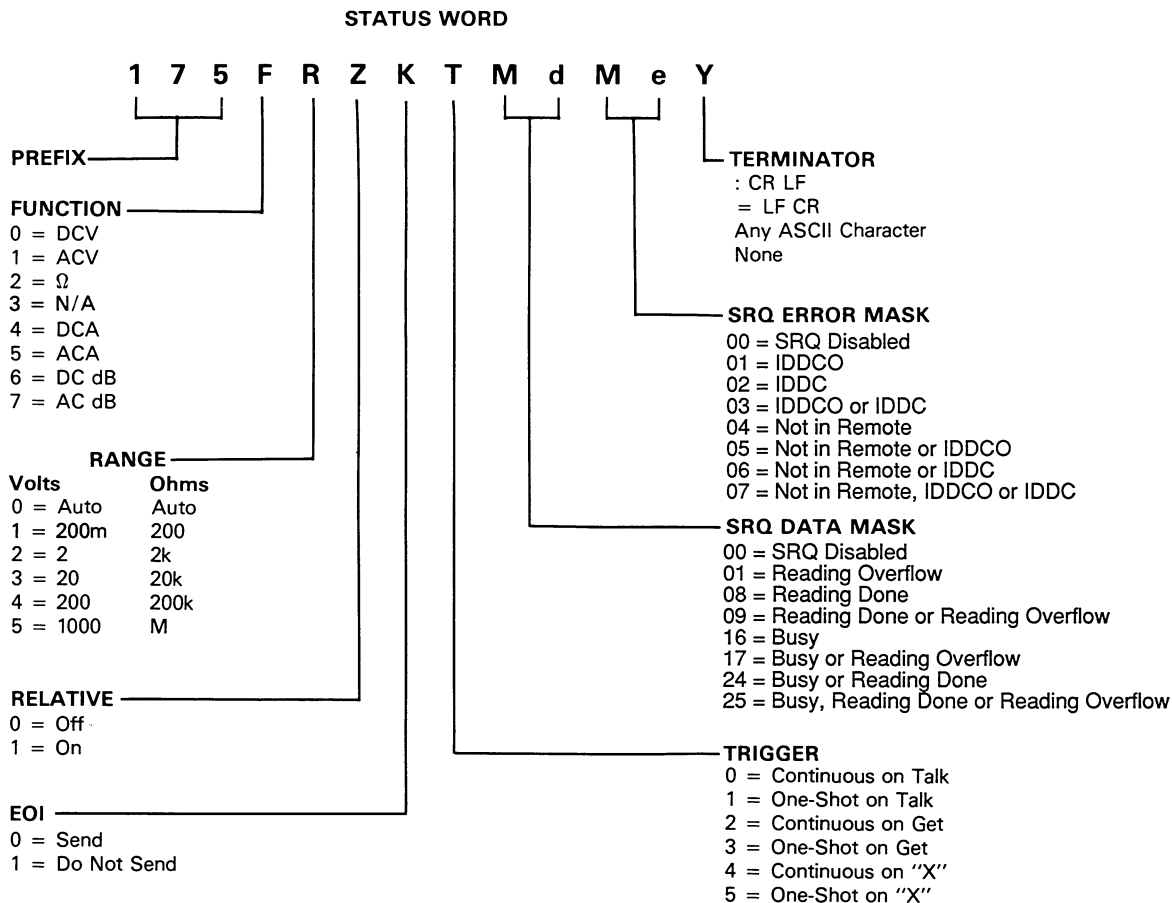 STATUS WORD
1 7 5 F R Z K T M d M e Y
PREFIX
FUNCTION
0 = DCV
1 = ACV
2 = Ω
3 = N/A
4 = DCA
5 = ACA
6 = DC dB
7 = AC dB
RANGE
Volts Ohms
0 = Auto Auto
1 = 200m 200
2 = 2 2k
3 = 20 20k
4 = 200 200k
5 = 1000 M
RELATIVE
0 = Off
1 = On
EOI
0 = Send
1 = Do Not Send
TERMINATOR
: CR LF
= LF CR
Any ASCII Character
None
SRQ ERROR MASK
00 = SRQ Disabled
01 = IDDCO
02 = IDDC
03 = IDDCO or IDDC
04 = Not in Remote
05 = Not in Remote or IDDCO
06 = Not in Remote or IDDC
07 = Not in Remote, IDDCO or IDDC
SRQ DATA MASK
00 = SRQ Disabled
01 = Reading Overflow
08 = Reading Done
09 = Reading Done or Reading Overflow
16 = Busy
17 = Busy or Reading Overflow
24 = Busy or Reading Done
25 = Busy, Reading Done or Reading Overflow
TRIGGER
0 = Continuous on Talk
1 = One-Shot on Talk
2 = Continuous on Get
3 = One-Shot on Get
4 = Continuous on "X"
5 = One-Shot on "X"